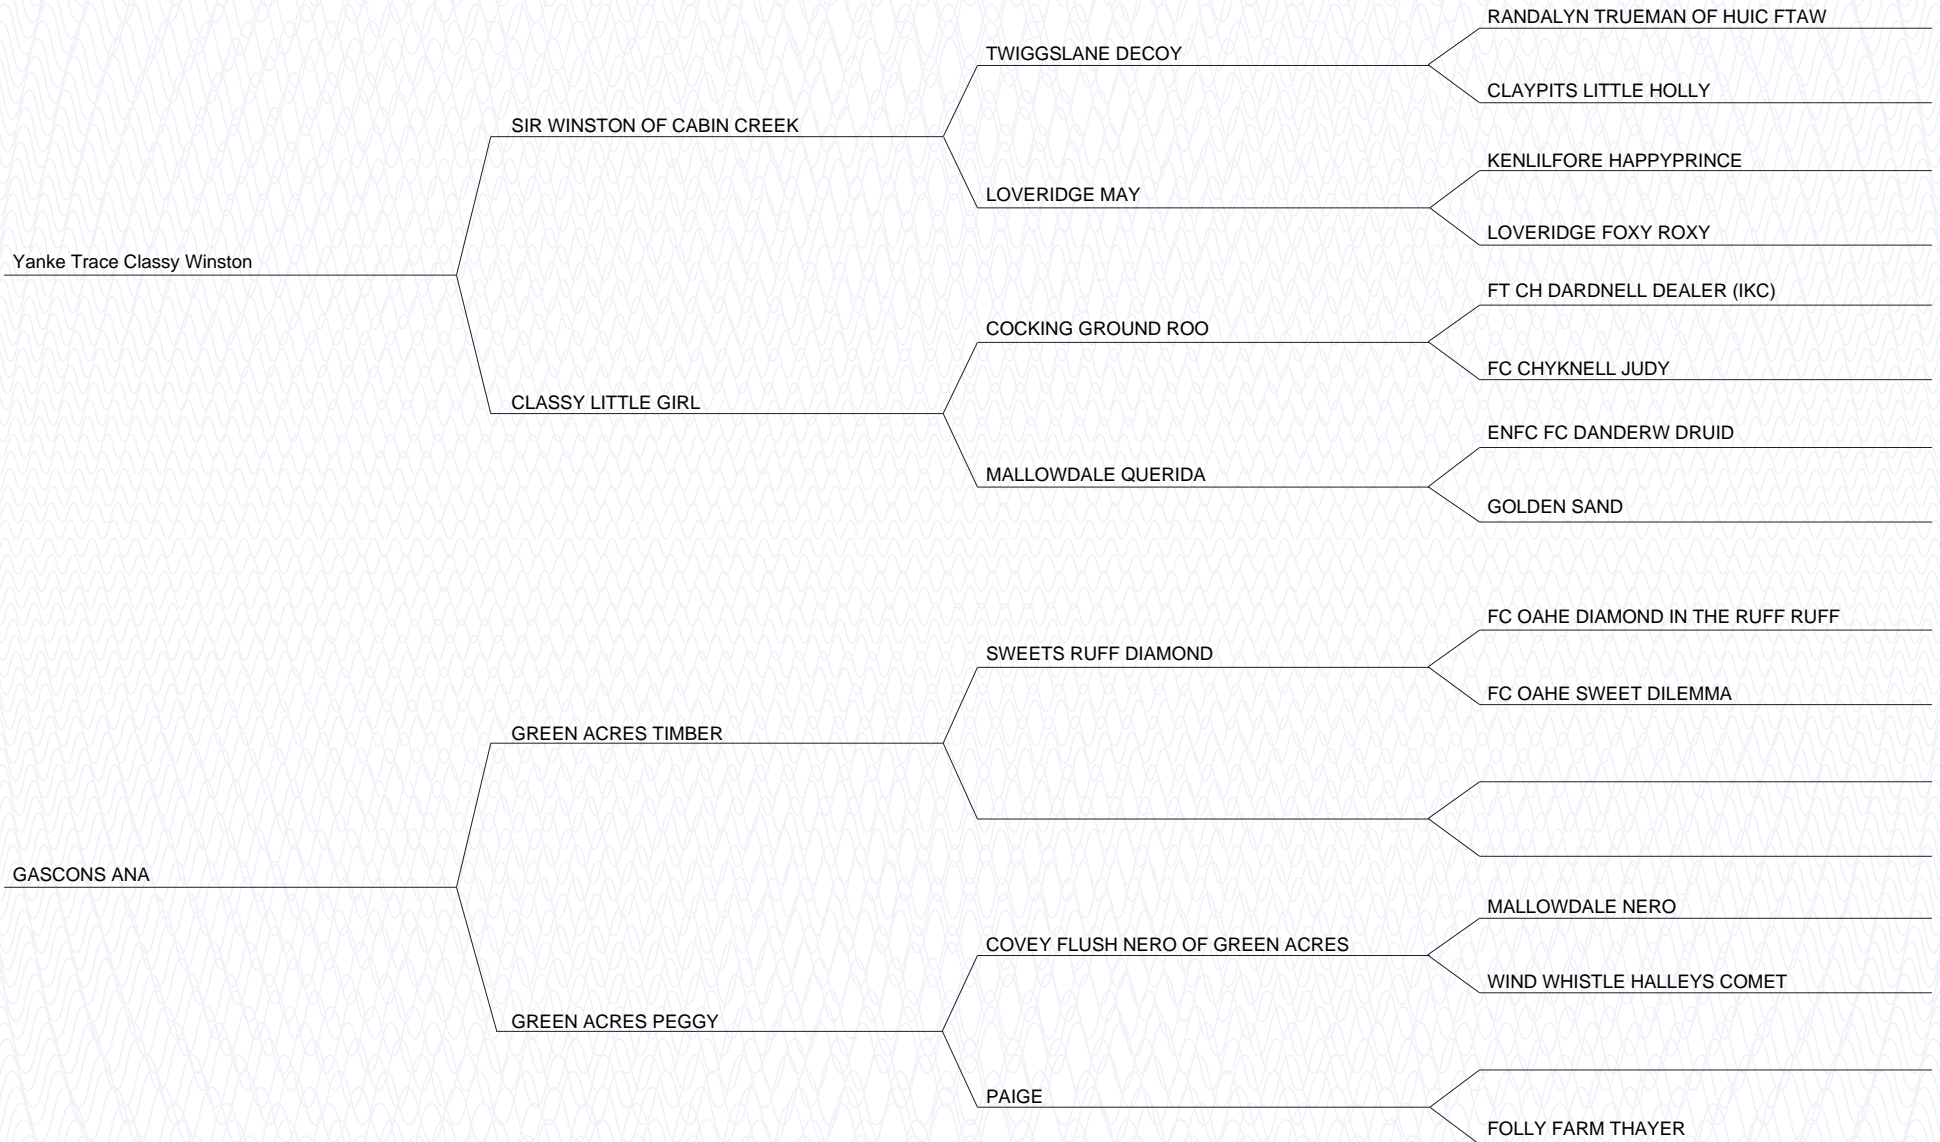 RANDALYN TRUEMAN OF HUIC FTAW
TWIGGSLANE DECOY
CLAYPITS LITTLE HOLLY
SIR WINSTON OF CABIN CREEK
KENLILFORE HAPPYPRINCE
LOVERIDGE MAY
LOVERIDGE FOXY ROXY
Yanke Trace Classy Winston
FT CH DARDNELL DEALER (IKC)
COCKING GROUND ROO
FC CHYKNELL JUDY
CLASSY LITTLE GIRL
ENFC FC DANDERW DRUID
MALLOWDALE QUERIDA
GOLDEN SAND
FC OAHE DIAMOND IN THE RUFF RUFF
SWEETS RUFF DIAMOND
FC OAHE SWEET DILEMMA
GREEN ACRES TIMBER
GASCONS ANA
MALLOWDALE NERO
COVEY FLUSH NERO OF GREEN ACRES
WIND WHISTLE HALLEYS COMET
GREEN ACRES PEGGY
PAIGE
FOLLY FARM THAYER